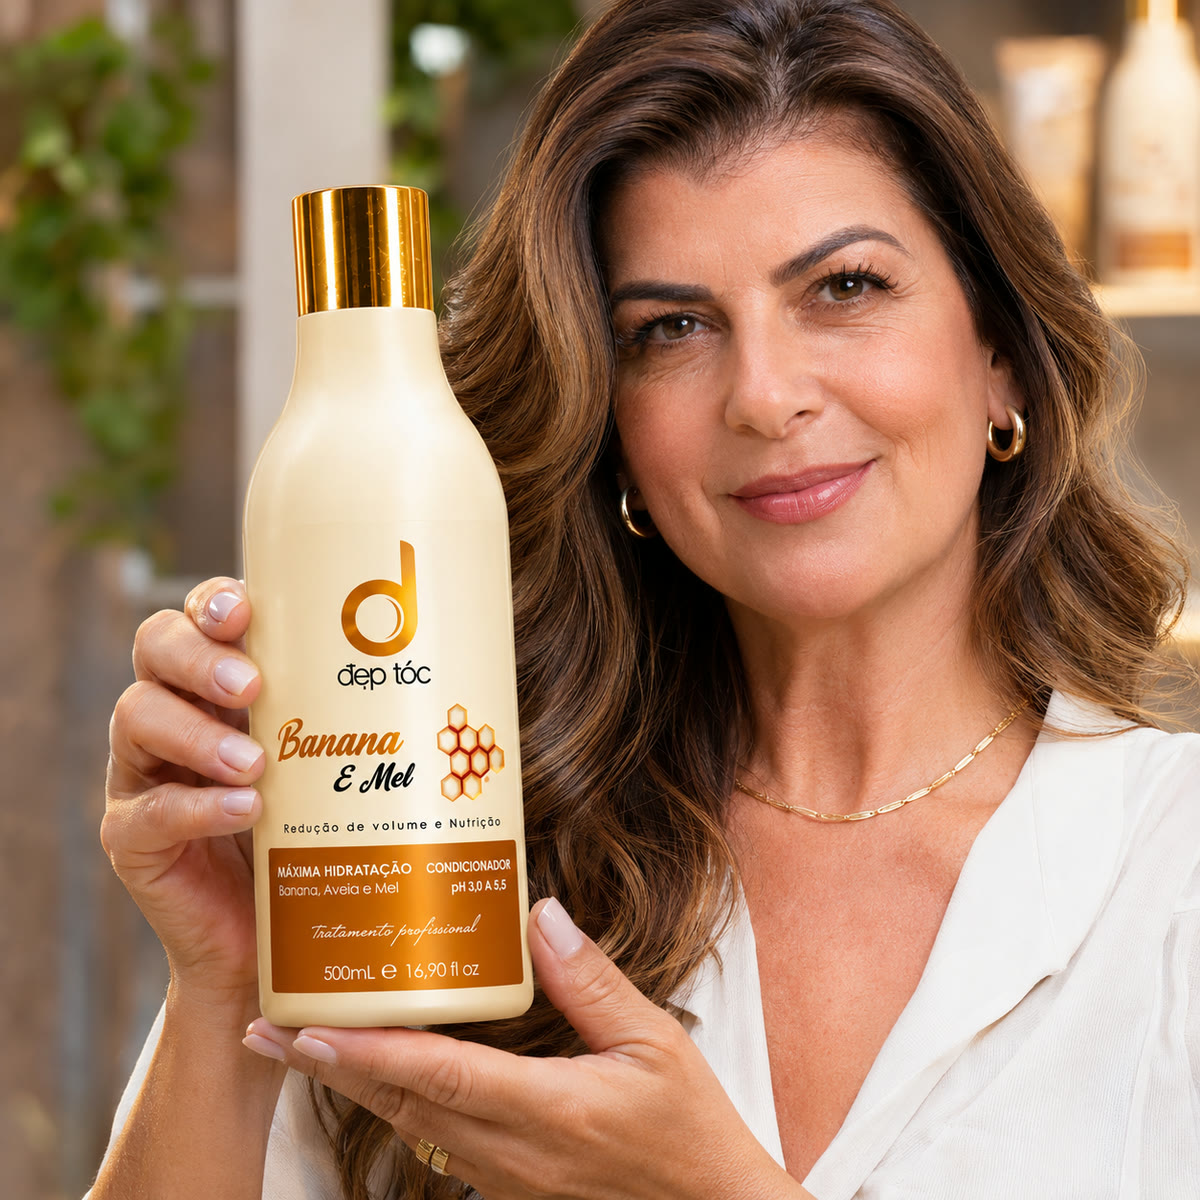 đẹp tóc
Banana
E Mel
Redução de volume e Nutrição
MÁXIMA HIDRATAÇÃO CONDICIONADOR
Banana, Aveia e Mel pH 3,0 A 5,5
Tratamento profissional
500mL ℮ 16,90 fl oz